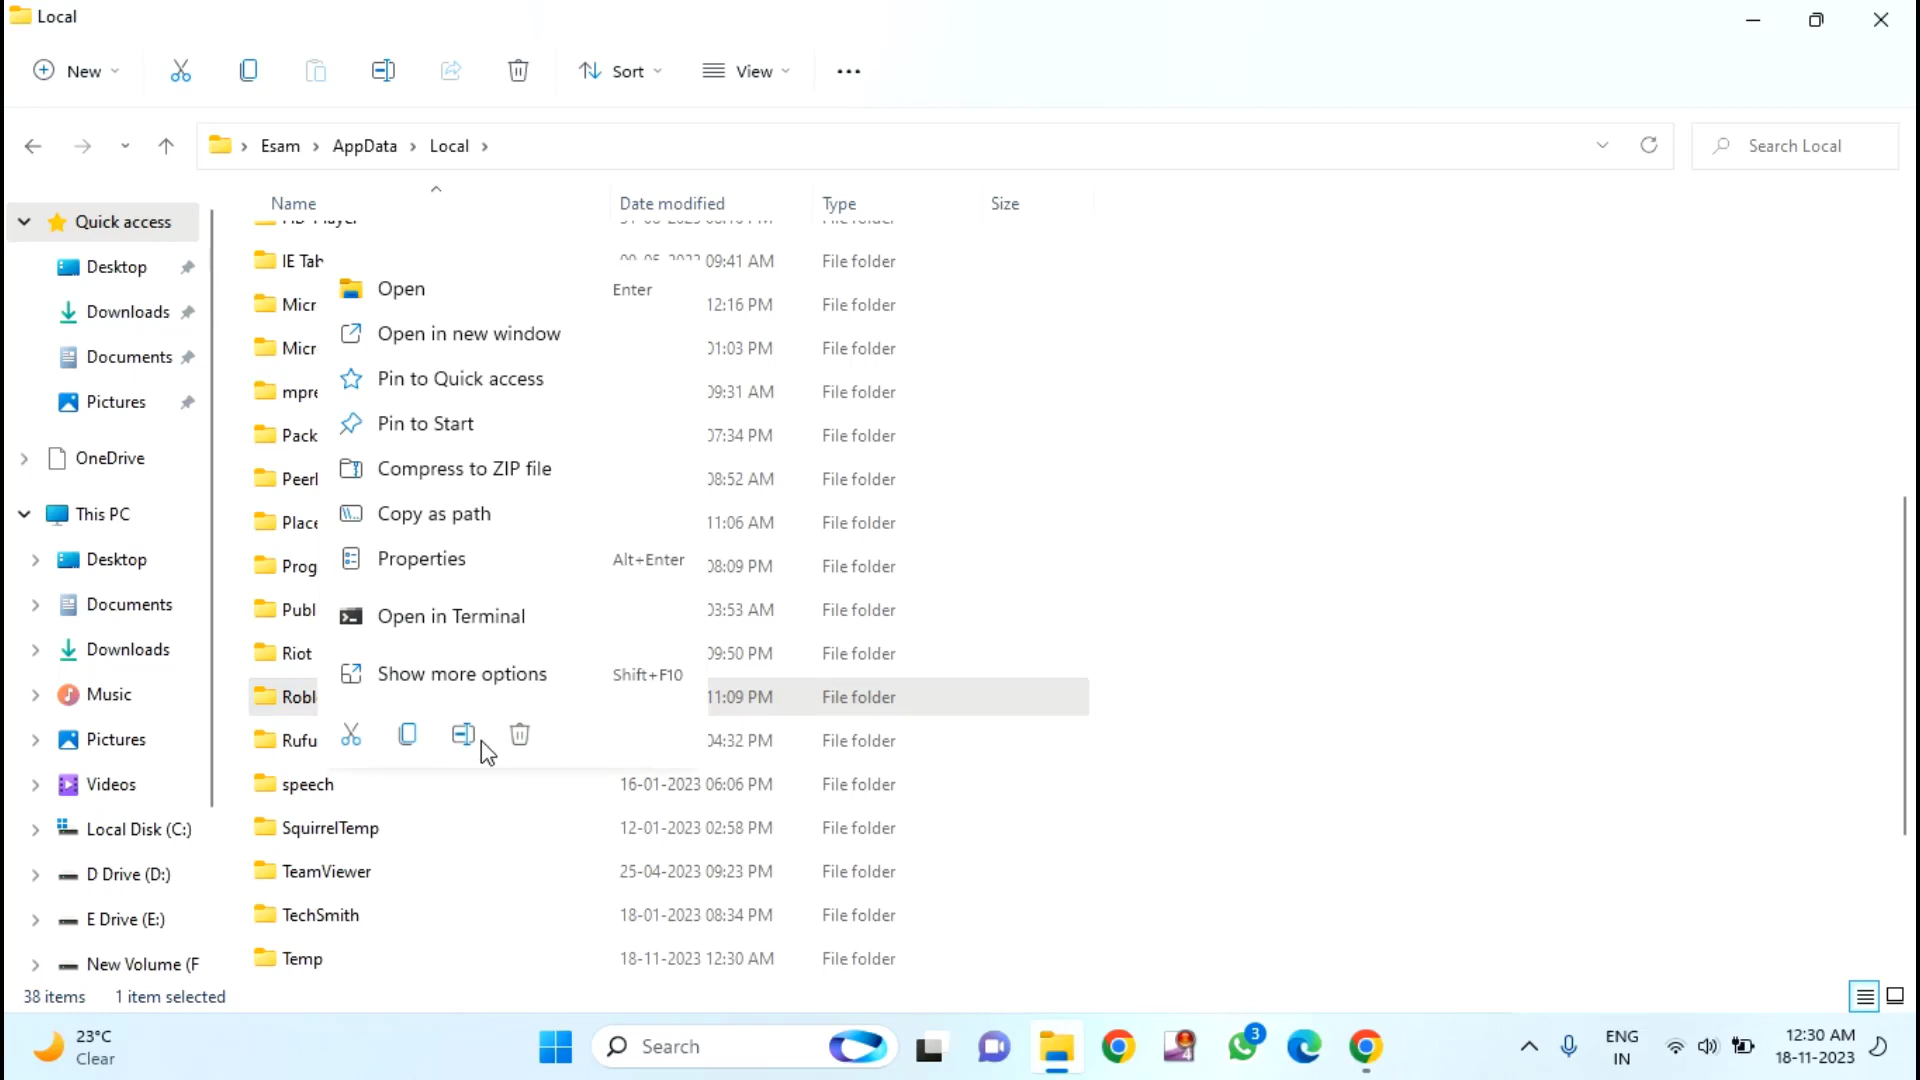 Local
New
Sort
View
Esam > AppData > Local >
Search Local
Name Date modified Type Size
Quick access
Desktop
Downloads
Documents
Pictures
OneDrive
This PC
Desktop
Documents
Downloads
Music
Pictures
Videos
Local Disk (C:)
D Drive (D:)
E Drive (E:)
New Volume (F
IE Tab 09:41 AM File folder
Micr 12:16 PM File folder
Micr 01:03 PM File folder
mpre 09:31 AM File folder
Pack 07:34 PM File folder
Peerl 08:52 AM File folder
Place 11:06 AM File folder
Prog 08:09 PM File folder
Publ 03:53 AM File folder
Riot 09:50 PM File folder
Robl 11:09 PM File folder
Rufu 04:32 PM File folder
speech 16-01-2023 06:06 PM File folder
SquirrelTemp 12-01-2023 02:58 PM File folder
TeamViewer 25-04-2023 09:23 PM File folder
TechSmith 18-01-2023 08:34 PM File folder
Temp 18-11-2023 12:30 AM File folder
Open Enter
Open in new window
Pin to Quick access
Pin to Start
Compress to ZIP file
Copy as path
Properties Alt+Enter
Open in Terminal
Show more options Shift+F10
38 items 1 item selected
23°C
Clear
Search
3
4
ENG
IN
12:30 AM
18-11-2023